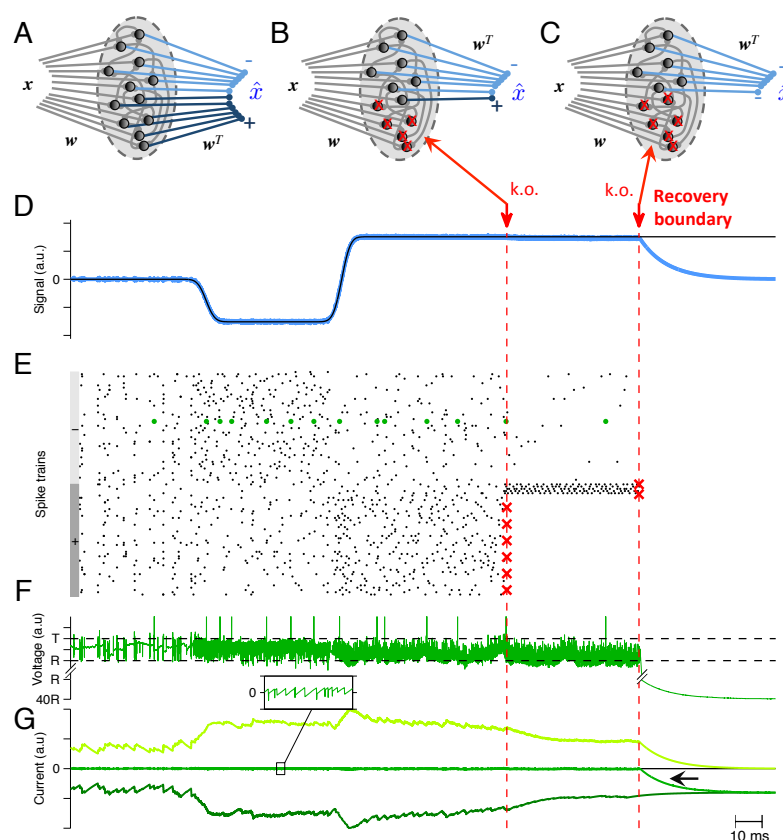 A B C
x w w^T x̂ - +
x w w^T x̂ - +
x w w^T x̂ - -
k.o. k.o. Recovery
boundary
D
Signal (a.u.)
0
E
Spike trains
−
+
F
Voltage (a.u)
T
R
R
40R
0
G
Current (a.u)
0
10 ms